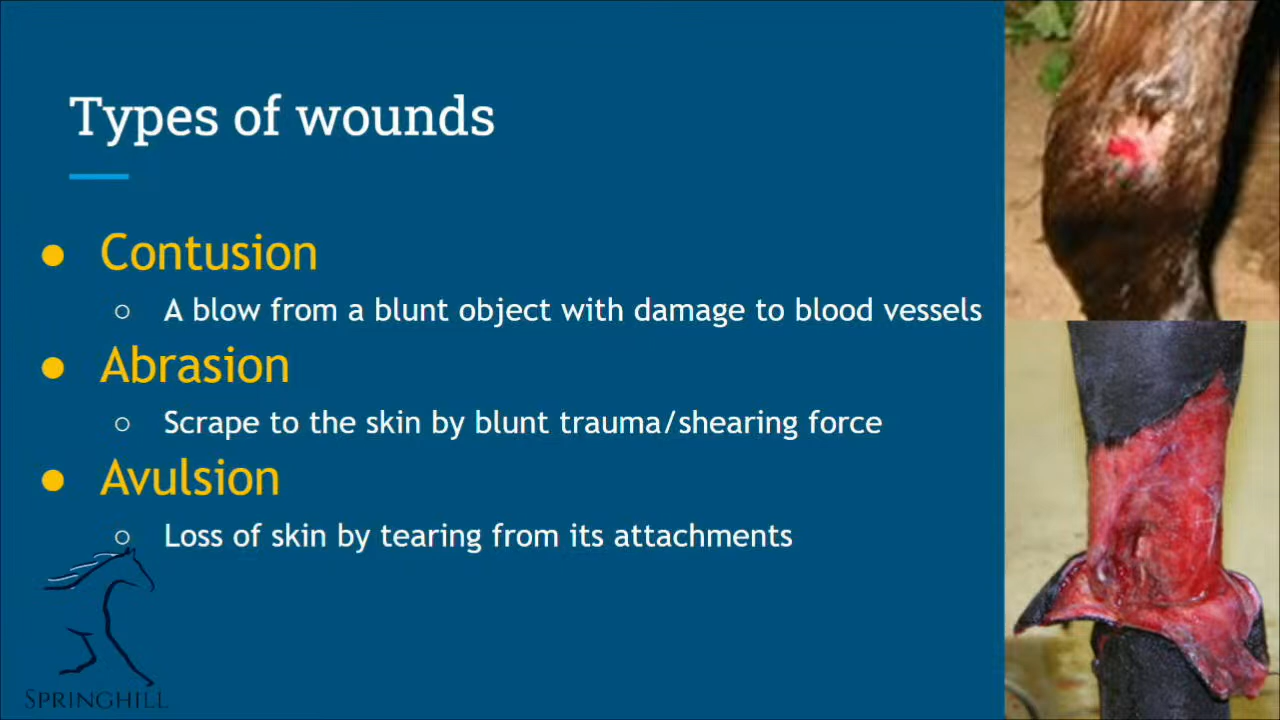 Types of wounds
Contusion
A blow from a blunt object with damage to blood vessels
Abrasion
Scrape to the skin by blunt trauma/shearing force
Avulsion
Loss of skin by tearing from its attachments
SPRINGHILL